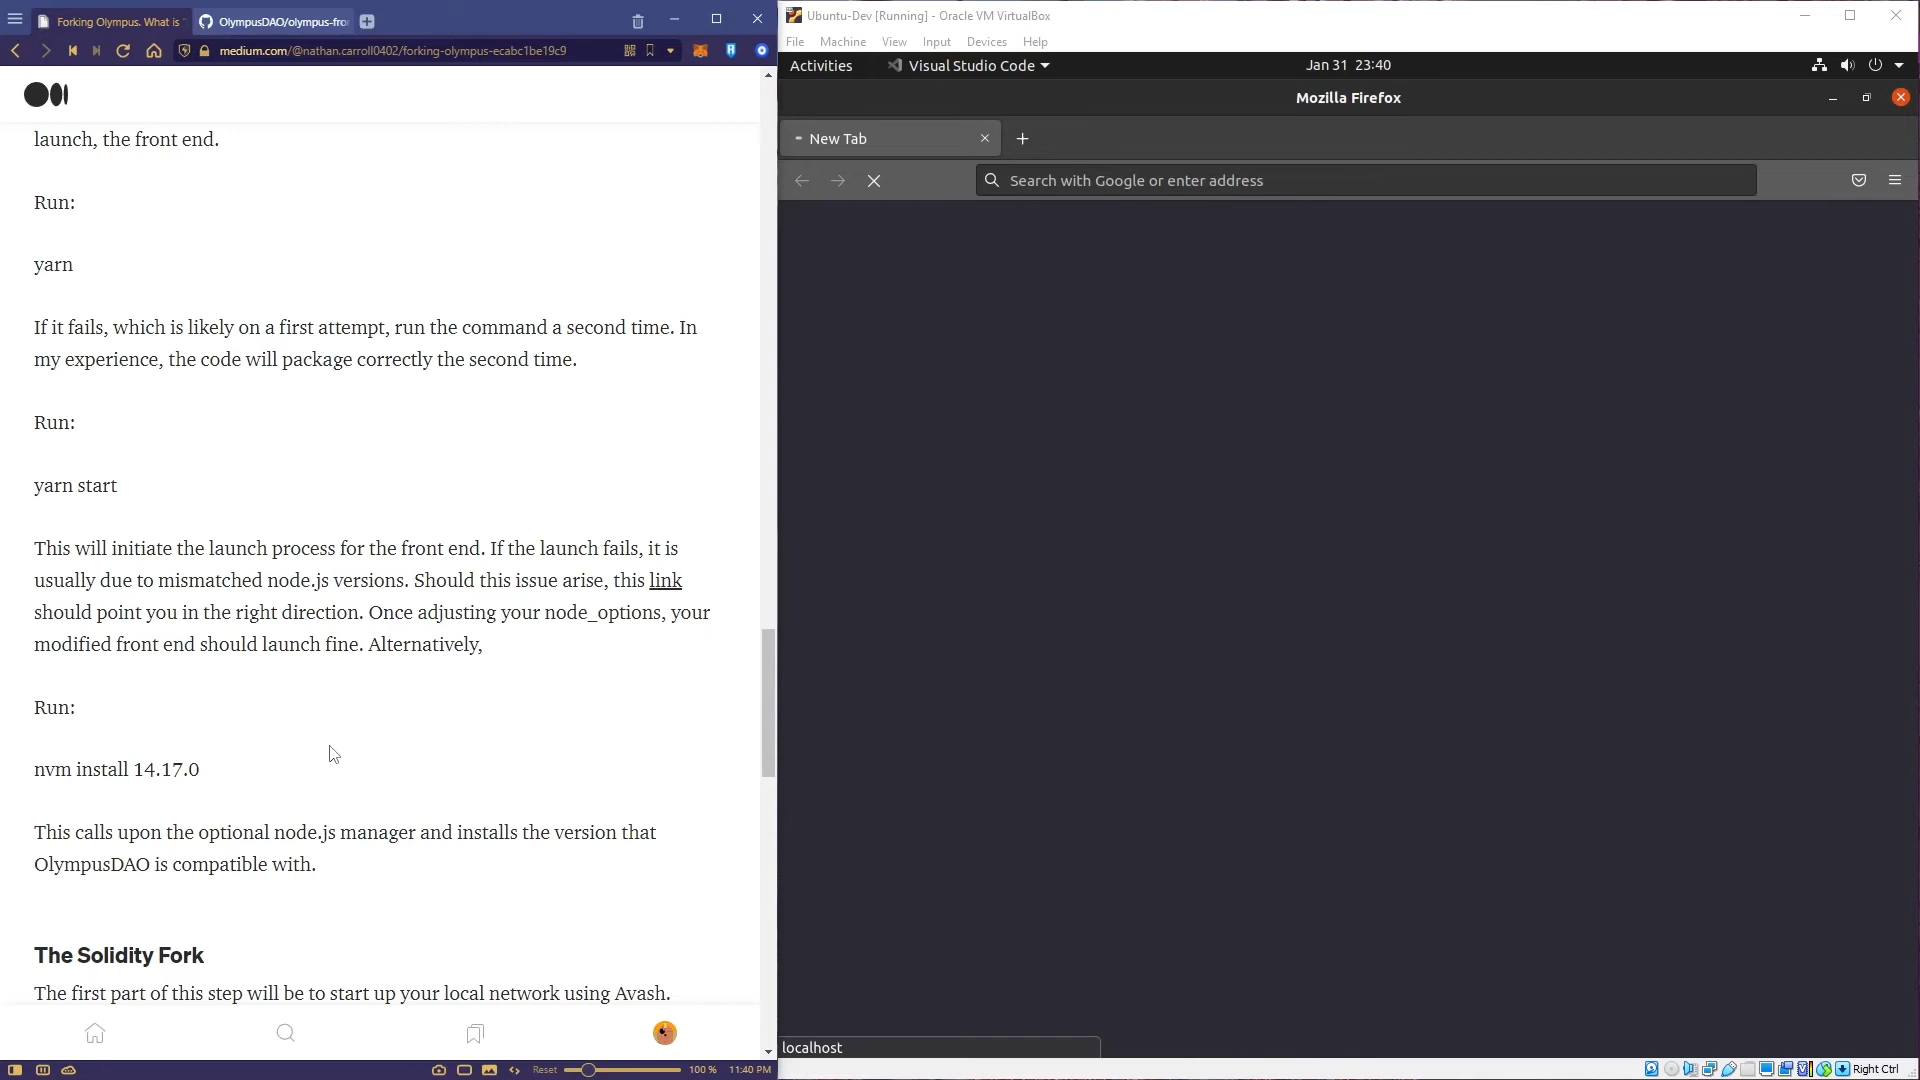 Forking Olympus. What is
OlympusDAO/olympus-fro
medium.com/@nathan.carroll0402/forking-olympus-ecabc1be19c9
launch, the front end.
Run:
yarn
If it fails, which is likely on a first attempt, run the command a second time. In
my experience, the code will package correctly the second time.
Run:
yarn start
This will initiate the launch process for the front end. If the launch fails, it is
usually due to mismatched node.js versions. Should this issue arise, this link
should point you in the right direction. Once adjusting your node_options, your
modified front end should launch fine. Alternatively,
Run:
nvm install 14.17.0
This calls upon the optional node.js manager and installs the version that
OlympusDAO is compatible with.
The Solidity Fork
The first part of this step will be to start up your local network using Avash.
Reset
100 %
11:40 PM
Ubuntu-Dev [Running] - Oracle VM VirtualBox
File Machine View Input Devices Help
Activities
Visual Studio Code
Jan 31 23:40
Mozilla Firefox
New Tab
Search with Google or enter address
localhost
Right Ctrl